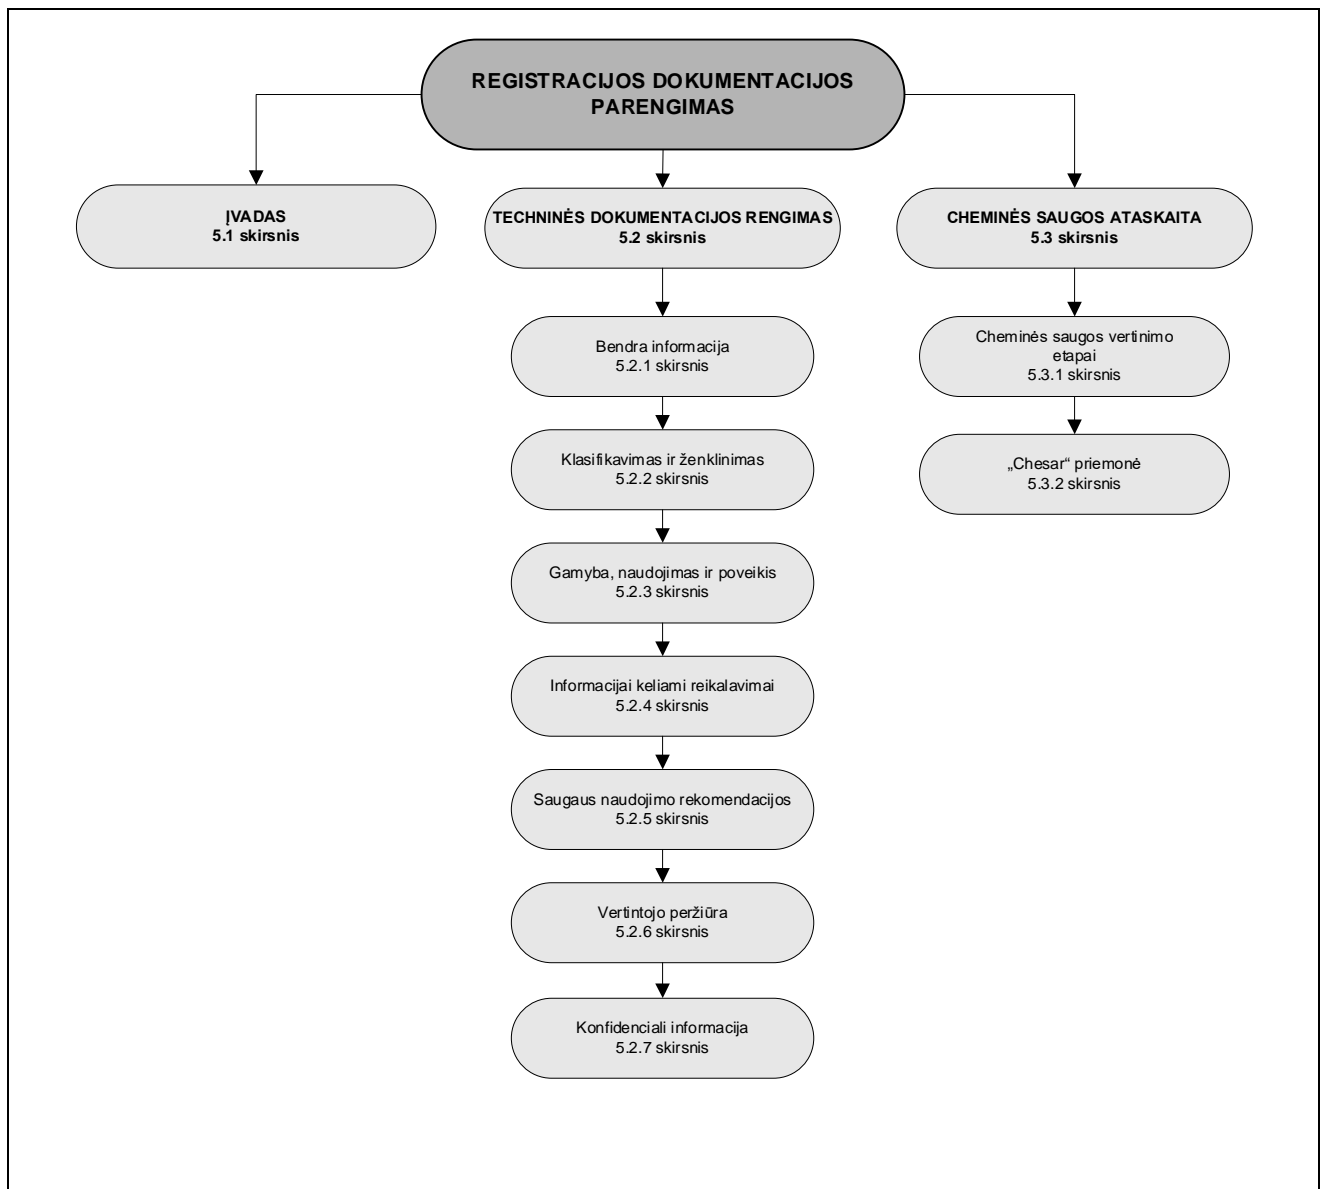 REGISTRACIJOS DOKUMENTACIJOS
PARENGIMAS
ĮVADAS
5.1 skirsnis
TECHNINĖS DOKUMENTACIJOS RENGIMAS
5.2 skirsnis
CHEMINĖS SAUGOS ATASKAITA
5.3 skirsnis
Bendra informacija
5.2.1 skirsnis
Klasifikavimas ir ženklinimas
5.2.2 skirsnis
Gamyba, naudojimas ir poveikis
5.2.3 skirsnis
Informacijai keliami reikalavimai
5.2.4 skirsnis
Saugaus naudojimo rekomendacijos
5.2.5 skirsnis
Vertintojo peržiūra
5.2.6 skirsnis
Konfidenciali informacija
5.2.7 skirsnis
Cheminės saugos vertinimo
etapai
5.3.1 skirsnis
„Chesar“ priemonė
5.3.2 skirsnis